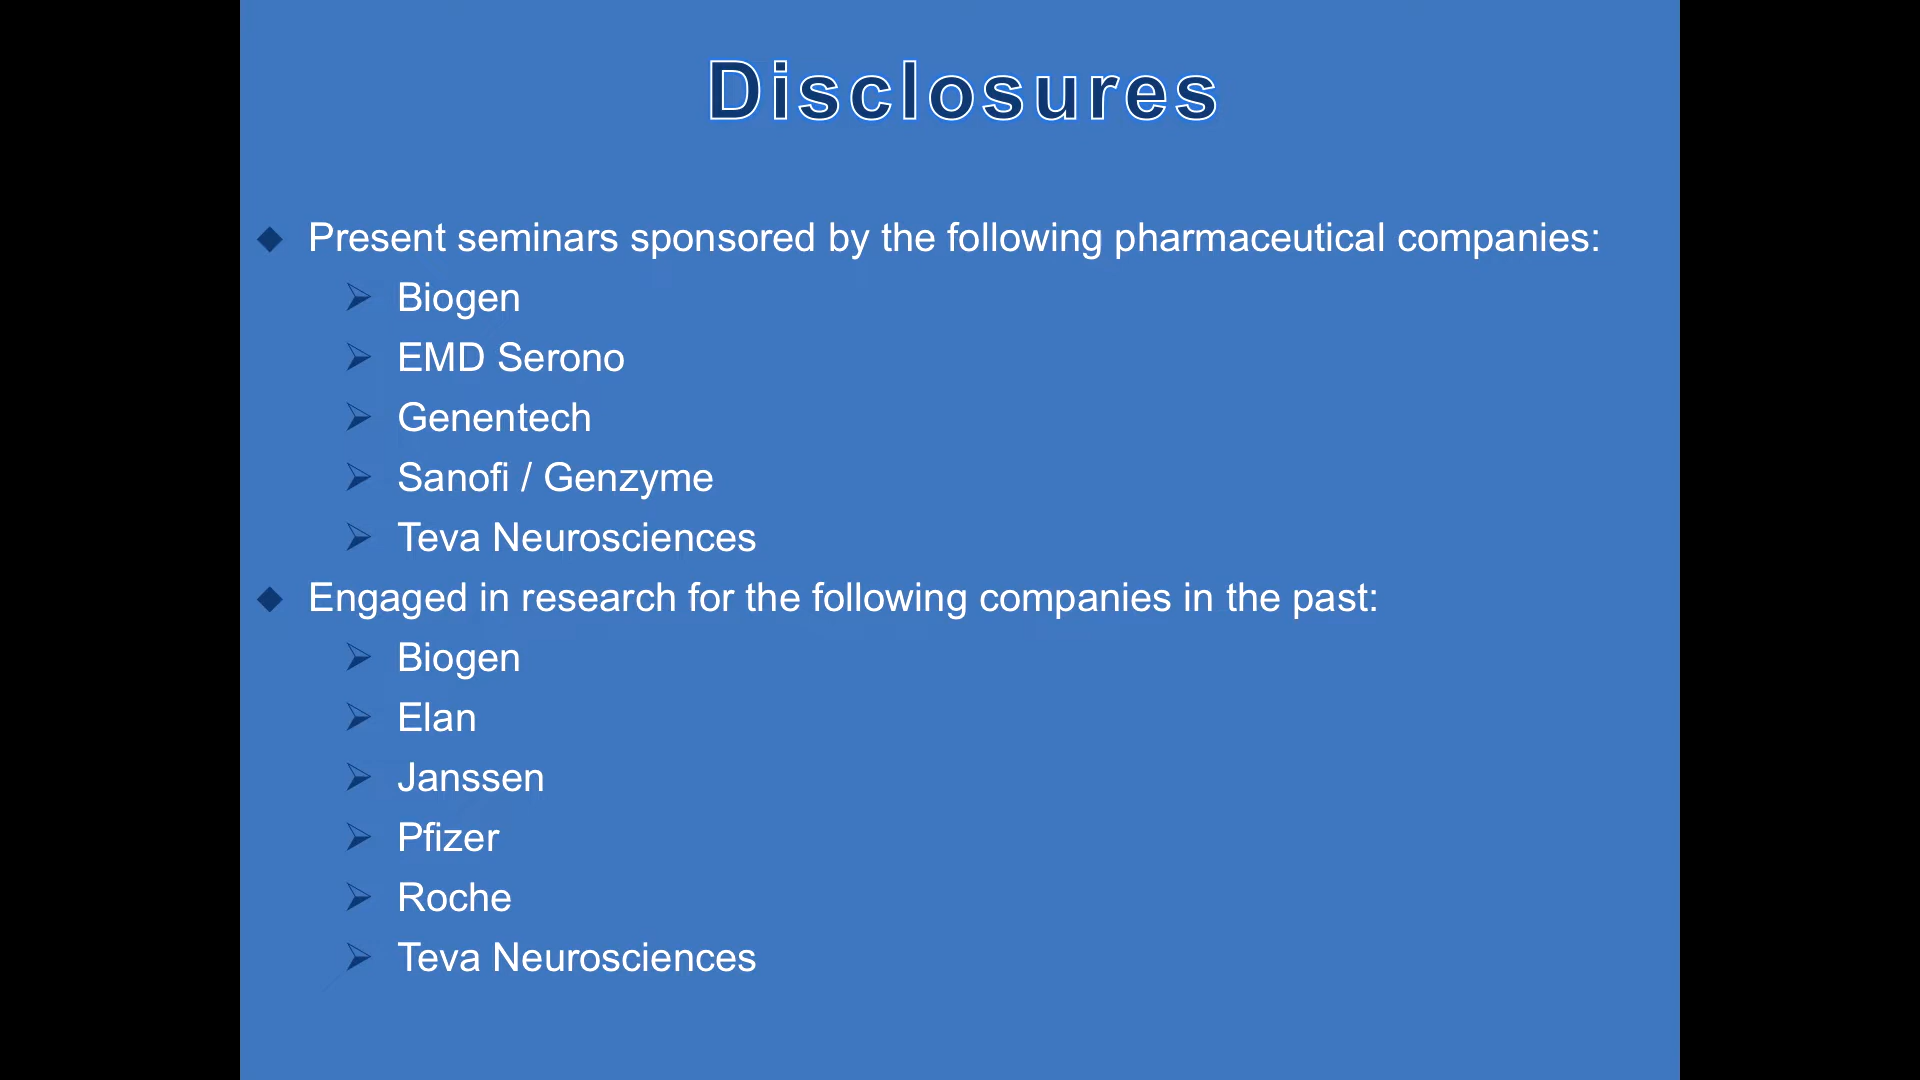 Disclosures
Present seminars sponsored by the following pharmaceutical companies:
Biogen
EMD Serono
Genentech
Sanofi / Genzyme
Teva Neurosciences
Engaged in research for the following companies in the past:
Biogen
Elan
Janssen
Pfizer
Roche
Teva Neurosciences